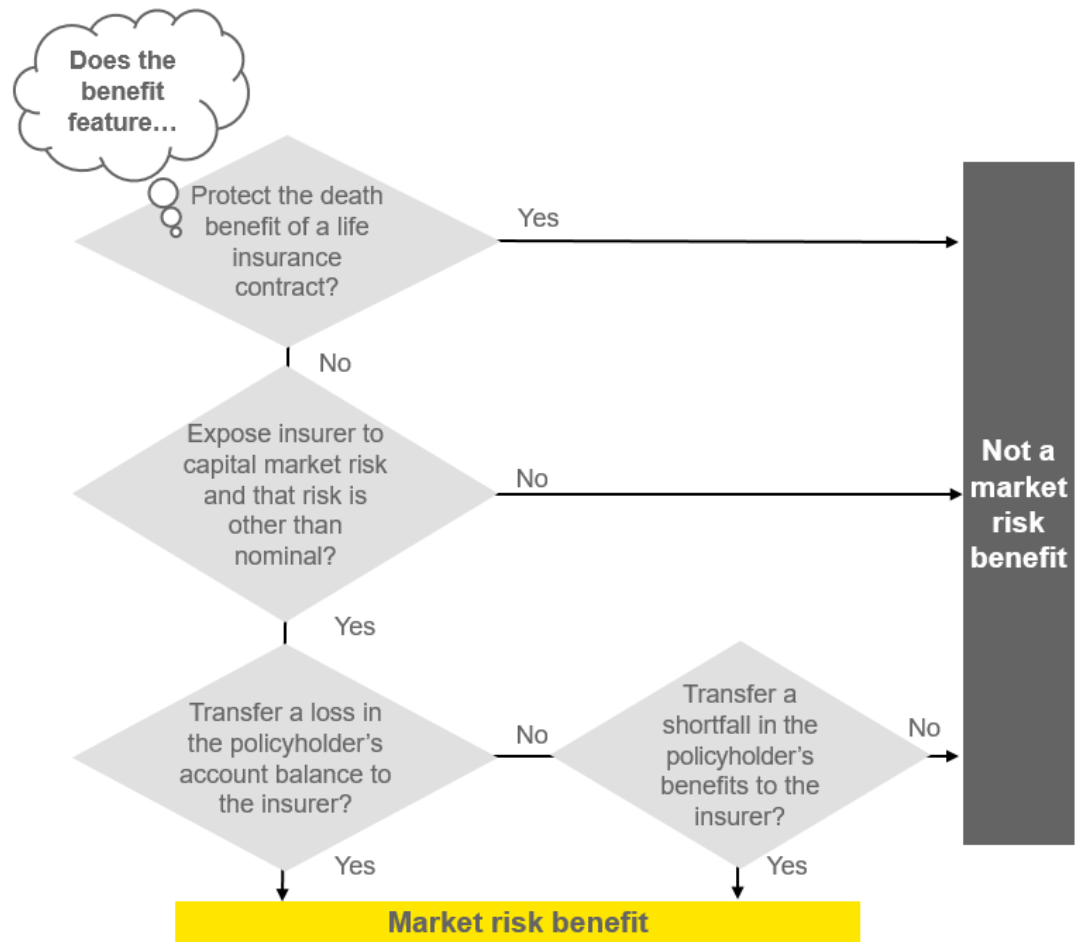 Does the
benefit
feature…
Protect the death
benefit of a life
insurance
contract?
Yes
No
Expose insurer to
capital market risk
and that risk is
other than
nominal?
No
Yes
Not a
market
risk
benefit
Transfer a loss in
the policyholder's
account balance to
the insurer?
No
Transfer a
shortfall in the
policyholder's
benefits to the
insurer?
No
Yes
Yes
Market risk benefit